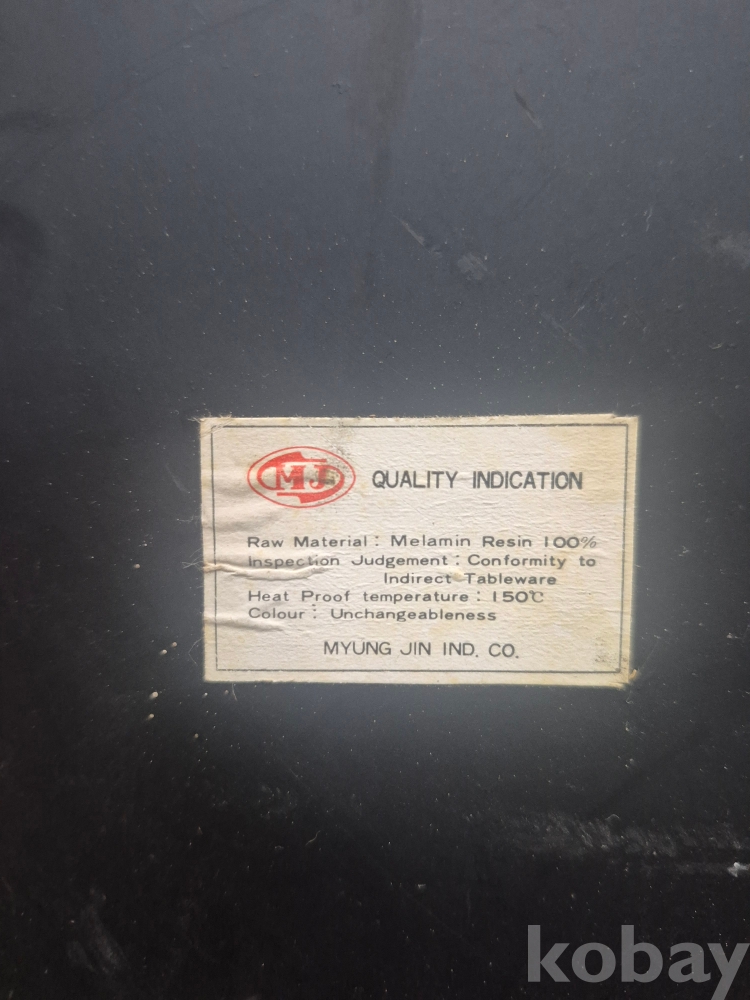 MJ QUALITY INDICATION
Raw Material : Melamin Resin 100%
Inspection Judgement : Conformity to
Indirect Tableware
Heat Proof temperature : 150℃
Colour : Unchangeableness
MYUNG JIN IND. CO.
kobay